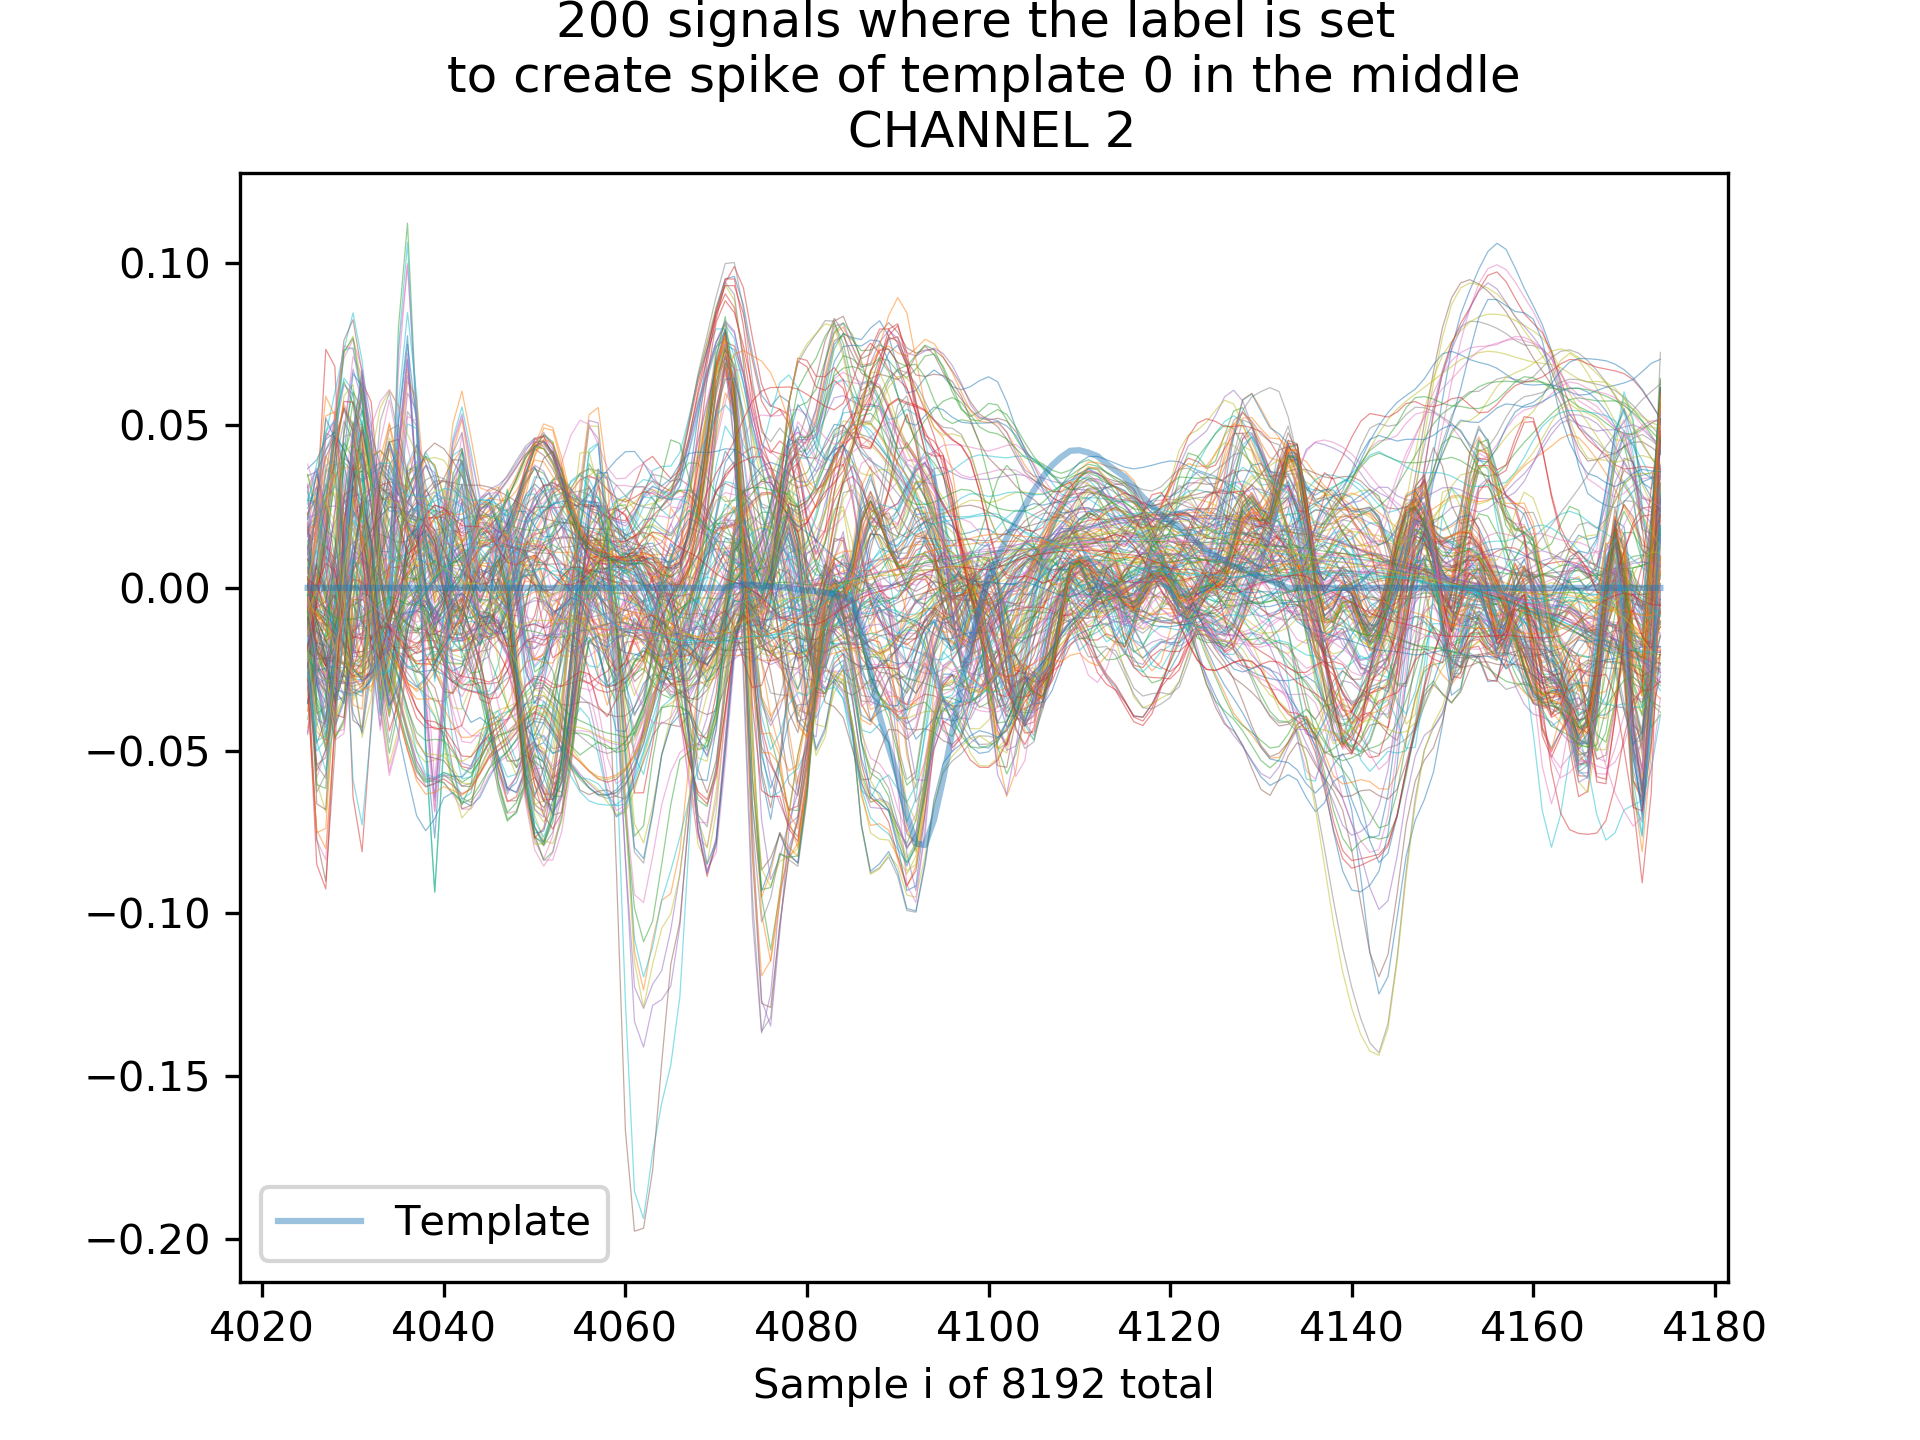 200 signals where the label is set
to create spike of template 0 in the middle
CHANNEL 2
0.10
0.05
0.00
−0.05
−0.10
−0.15
−0.20
Template
4020 4040 4060 4080 4100 4120 4140 4160 4180
Sample i of 8192 total